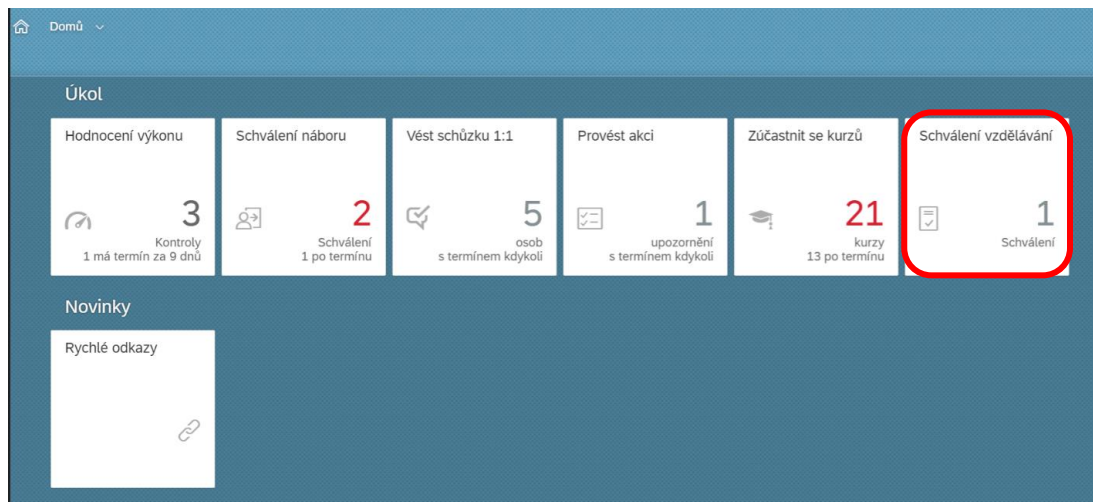 Domů
Úkol
Hodnocení výkonu
3
Kontroly
1 má termín za 9 dnů
Schválení náboru
2
Schválení
1 po termínu
Vést schůzku 1:1
5
osob
s termínem kdykoli
Provést akci
1
upozornění
s termínem kdykoli
Zúčastnit se kurzů
21
kurzy
13 po termínu
Schválení vzdělávání
1
Schválení
Novinky
Rychlé odkazy